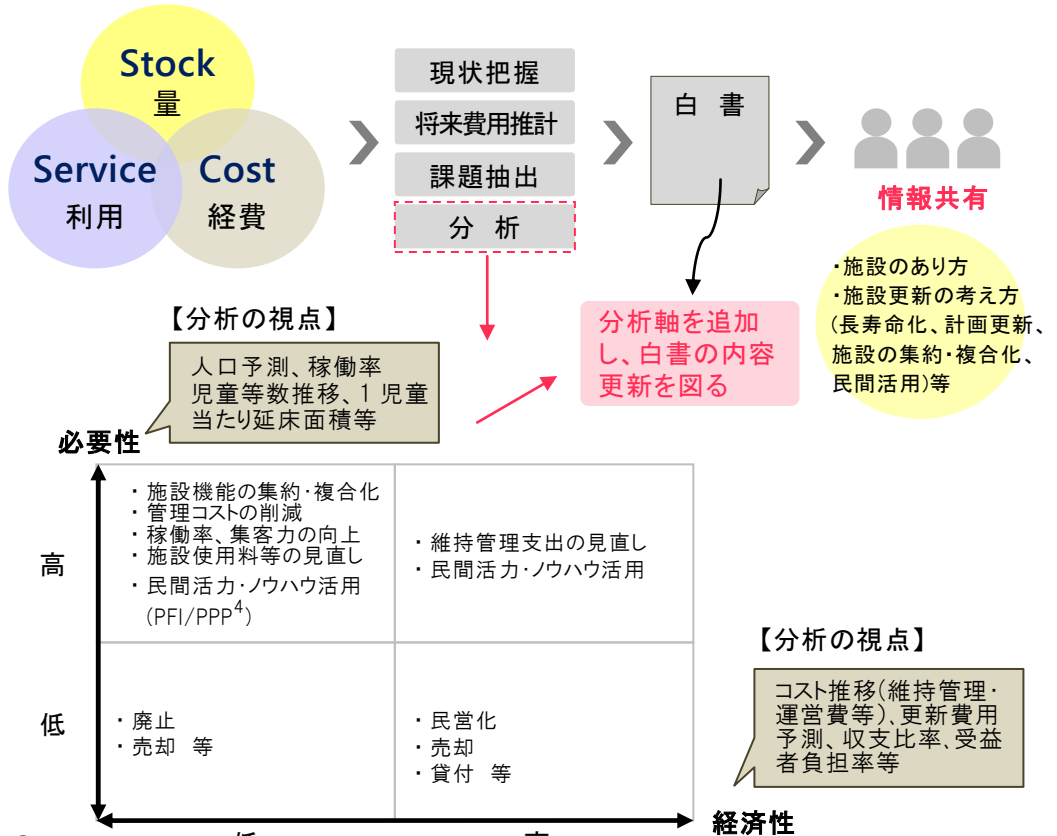 Stock
量
Service
利用
Cost
経費
現状把握
将来費用推計
課題抽出
分 析
白 書
情報共有
・施設のあり方
・施設更新の考え方
(長寿命化、計画更新、
施設の集約・複合化、
民間活用)等
分析軸を追加
し、白書の内容
更新を図る
【分析の視点】
人口予測、稼働率
児童等数推移、1 児童
当たり延床面積等
必要性
高
・施設機能の集約・複合化
・管理コストの削減
・稼働率、集客力の向上
・施設使用料等の見直し
・民間活力・ノウハウ活用
(PFI/PPP4)
・維持管理支出の見直し
・民間活力・ノウハウ活用
低
・廃止
・売却 等
・民営化
・売却
・貸付 等
【分析の視点】
コスト推移(維持管理・
運営費等)、更新費用
予測、収支比率、受益
者負担率等
経済性